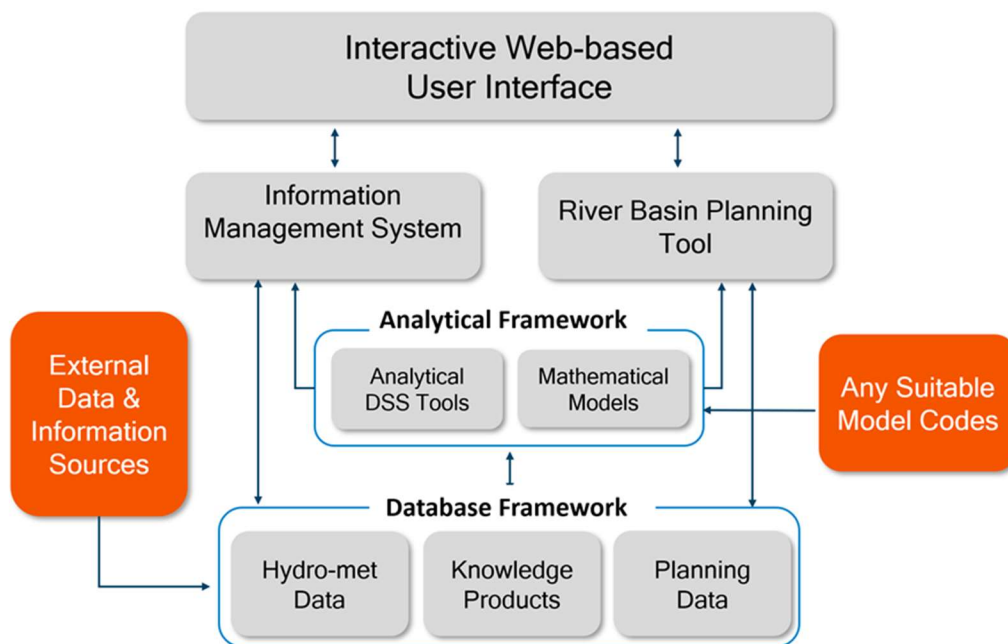 Interactive Web-based
User Interface
Information
Management System
River Basin Planning
Tool
Analytical Framework
Analytical
DSS Tools
Mathematical
Models
External
Data &
Information
Sources
Any Suitable
Model Codes
Database Framework
Hydro-met
Data
Knowledge
Products
Planning
Data